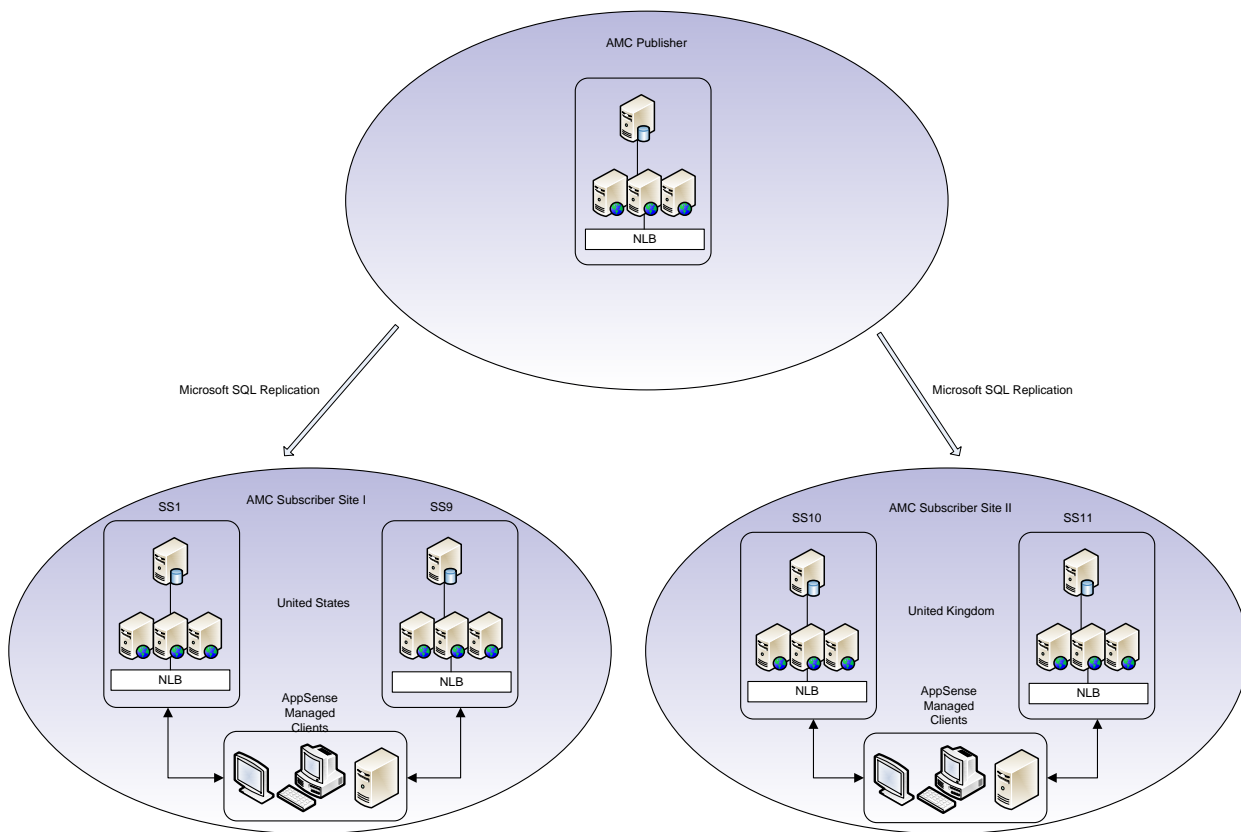 AMC Publisher
NLB
Microsoft SQL Replication
Microsoft SQL Replication
AMC Subscriber Site I
SS1
SS9
United States
NLB
NLB
AppSense
Managed
Clients
AMC Subscriber Site II
SS10
SS11
United Kingdom
NLB
NLB
AppSense
Managed
Clients